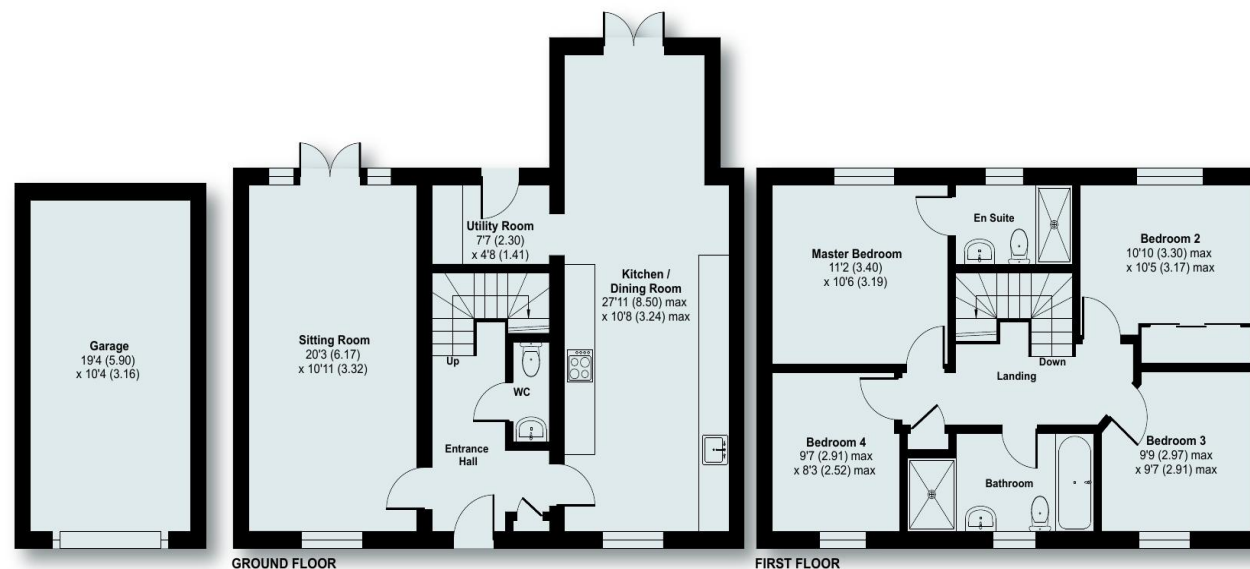 Garage
19'4 (5.90)
x 10'4 (3.16)
Sitting Room
20'3 (6.17)
x 10'11 (3.32)
Utility Room
7'7 (2.30)
x 4'8 (1.41)
Up
WC
Entrance
Hall
Kitchen /
Dining Room
27'11 (8.50) max
x 10'8 (3.24) max
GROUND FLOOR
Master Bedroom
11'2 (3.40)
x 10'6 (3.19)
En Suite
Bedroom 2
10'10 (3.30) max
x 10'5 (3.17) max
Down
Landing
Bedroom 4
9'7 (2.91) max
x 8'3 (2.52) max
Bathroom
Bedroom 3
9'9 (2.97) max
x 9'7 (2.91) max
FIRST FLOOR